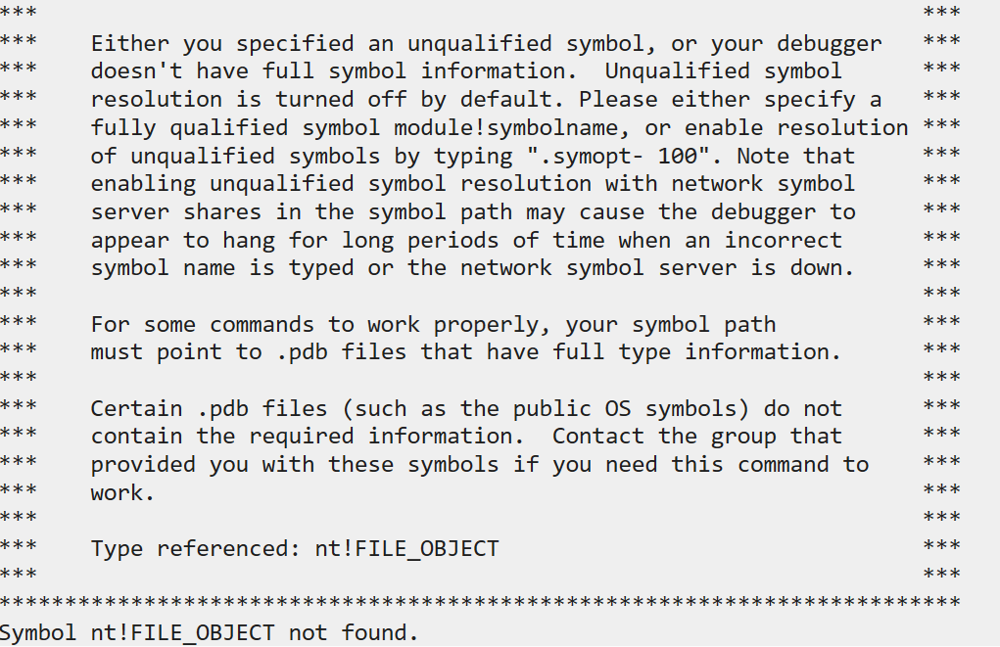 ***                                                                   ***
***    Either you specified an unqualified symbol, or your debugger   ***
***    doesn't have full symbol information.  Unqualified symbol      ***
***    resolution is turned off by default. Please either specify a   ***
***    fully qualified symbol module!symbolname, or enable resolution ***
***    of unqualified symbols by typing ".symopt- 100". Note that     ***
***    enabling unqualified symbol resolution with network symbol     ***
***    server shares in the symbol path may cause the debugger to     ***
***    appear to hang for long periods of time when an incorrect      ***
***    symbol name is typed or the network symbol server is down.     ***
***                                                                   ***
***    For some commands to work properly, your symbol path           ***
***    must point to .pdb files that have full type information.      ***
***                                                                   ***
***    Certain .pdb files (such as the public OS symbols) do not      ***
***    contain the required information.  Contact the group that      ***
***    provided you with these symbols if you need this command to    ***
***    work.                                                          ***
***                                                                   ***
***    Type referenced: nt!FILE_OBJECT                                ***
***                                                                   ***
*************************************************************************
Symbol nt!FILE_OBJECT not found.